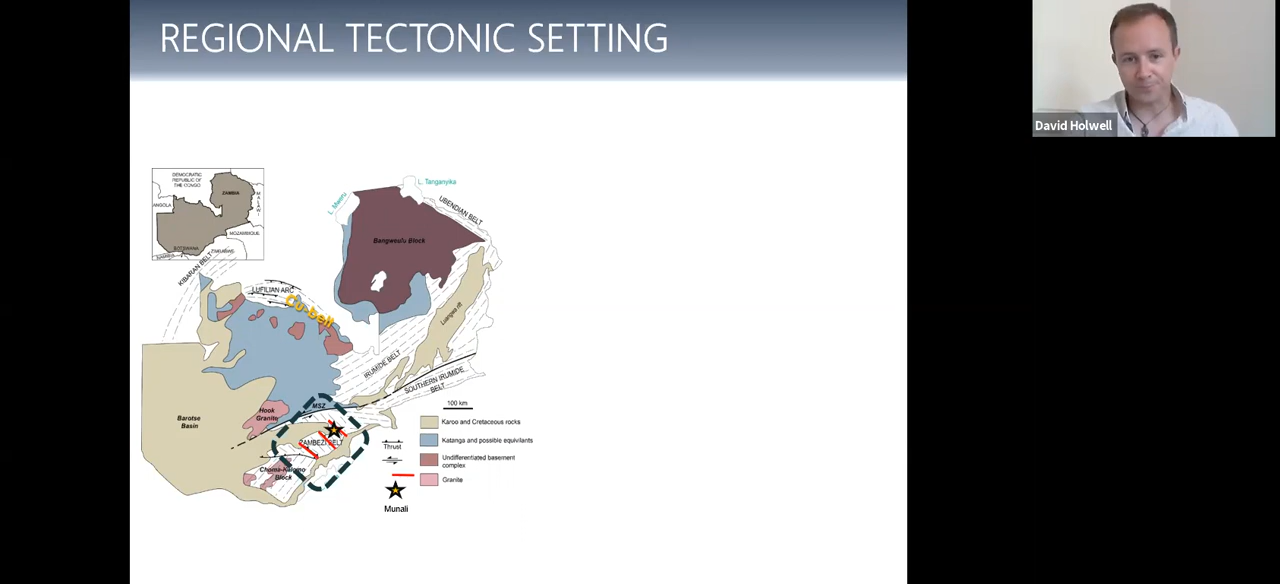 REGIONAL TECTONIC SETTING
David Holwell
DEMOCRATIC
REPUBLIC OF
THE CONGO
ZAMBIA
ANGOLA
MALAWI
MOZAMBIQUE
BOTSWANA
ZIMBABWE
L. Mweru
L. Tanganyika
UBENDIAN BELT
Bangweulu Block
KIBARAN BELT
LUFILIAN ARC
Cu-belt
Luangwa rift
IRUMIDE BELT
SOUTHERN IRUMIDE
BELT
Barotse
Basin
Hook
Granite
MSZ
ZAMBEZI BELT
Choma-Kalomo
Block
100 km
Thrust
Munali
Karoo and Cretaceous rocks
Katanga and possible equivilants
Undifferentiated basement
complex
Granite